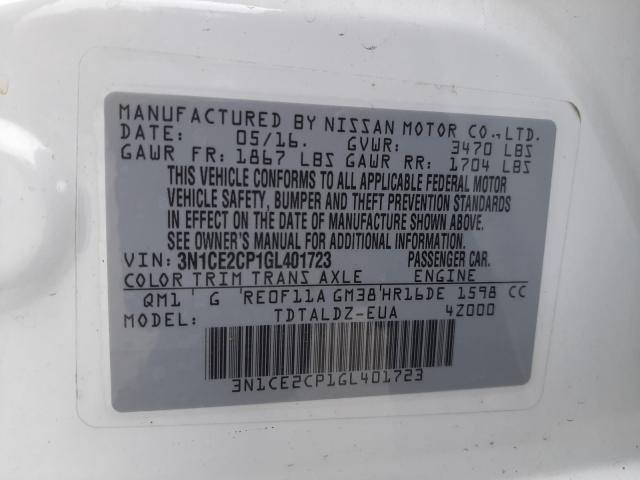 MANUFACTURED BY NISSAN MOTOR CO.,LTD.
DATE: 05/16. GVWR: 3470 LBS
GAWR FR: 1867 LBS GAWR RR: 1704 LBS
THIS VEHICLE CONFORMS TO ALL APPLICABLE FEDERAL MOTOR
VEHICLE SAFETY, BUMPER AND THEFT PREVENTION STANDARDS
IN EFFECT ON THE DATE OF MANUFACTURE SHOWN ABOVE.
SEE OWNER'S MANUAL FOR ADDITIONAL INFORMATION
VIN: 3N1CE2CP1GL401723 PASSENGER CAR.
COLOR TRIM TRANS AXLE ENGINE
QM1 G RE0F11A GM38 HR16DE 1598 CC
MODEL: TDTALDZ-EUA 4Z000
3N1CE2CP1GL401723